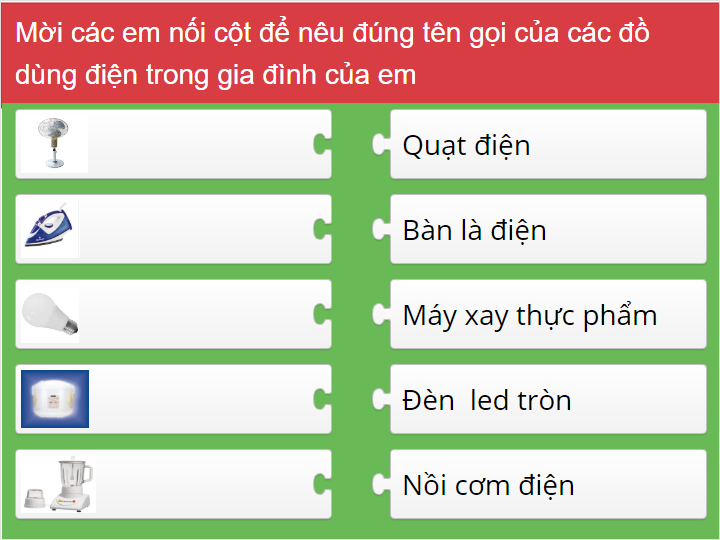 Mời các em nối cột để nêu đúng tên gọi của các đồ
dùng điện trong gia đình của em
Quạt điện
Bàn là điện
Máy xay thực phẩm
Đèn  led tròn
Nồi cơm điện